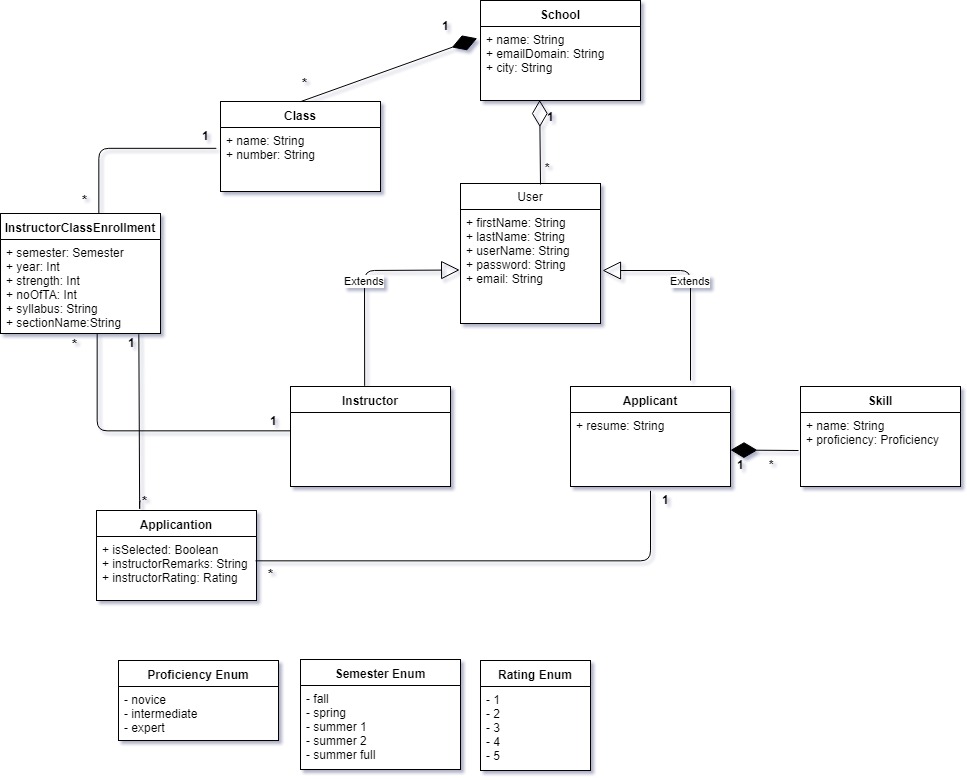 School
+ name: String
+ emailDomain: String
+ city: String
1
*
Class
+ name: String
+ number: String
1
*
1
*
User
+ firstName: String
+ lastName: String
+ userName: String
+ password: String
+ email: String
InstructorClassEnrollment
+ semester: Semester
+ year: Int
+ strength: Int
+ noOfTA: Int
+ syllabus: String
+ sectionName:String
Extends
Extends
*
1
1
*
Instructor
Applicant
+ resume: String
1
*
Skill
+ name: String
+ proficiency: Proficiency
1
*
Applicantion
+ isSelected: Boolean
+ instructorRemarks: String
+ instructorRating: Rating
Proficiency Enum
- novice
- intermediate
- expert
Semester Enum
- fall
- spring
- summer 1
- summer 2
- summer full
Rating Enum
- 1
- 2
- 3
- 4
- 5